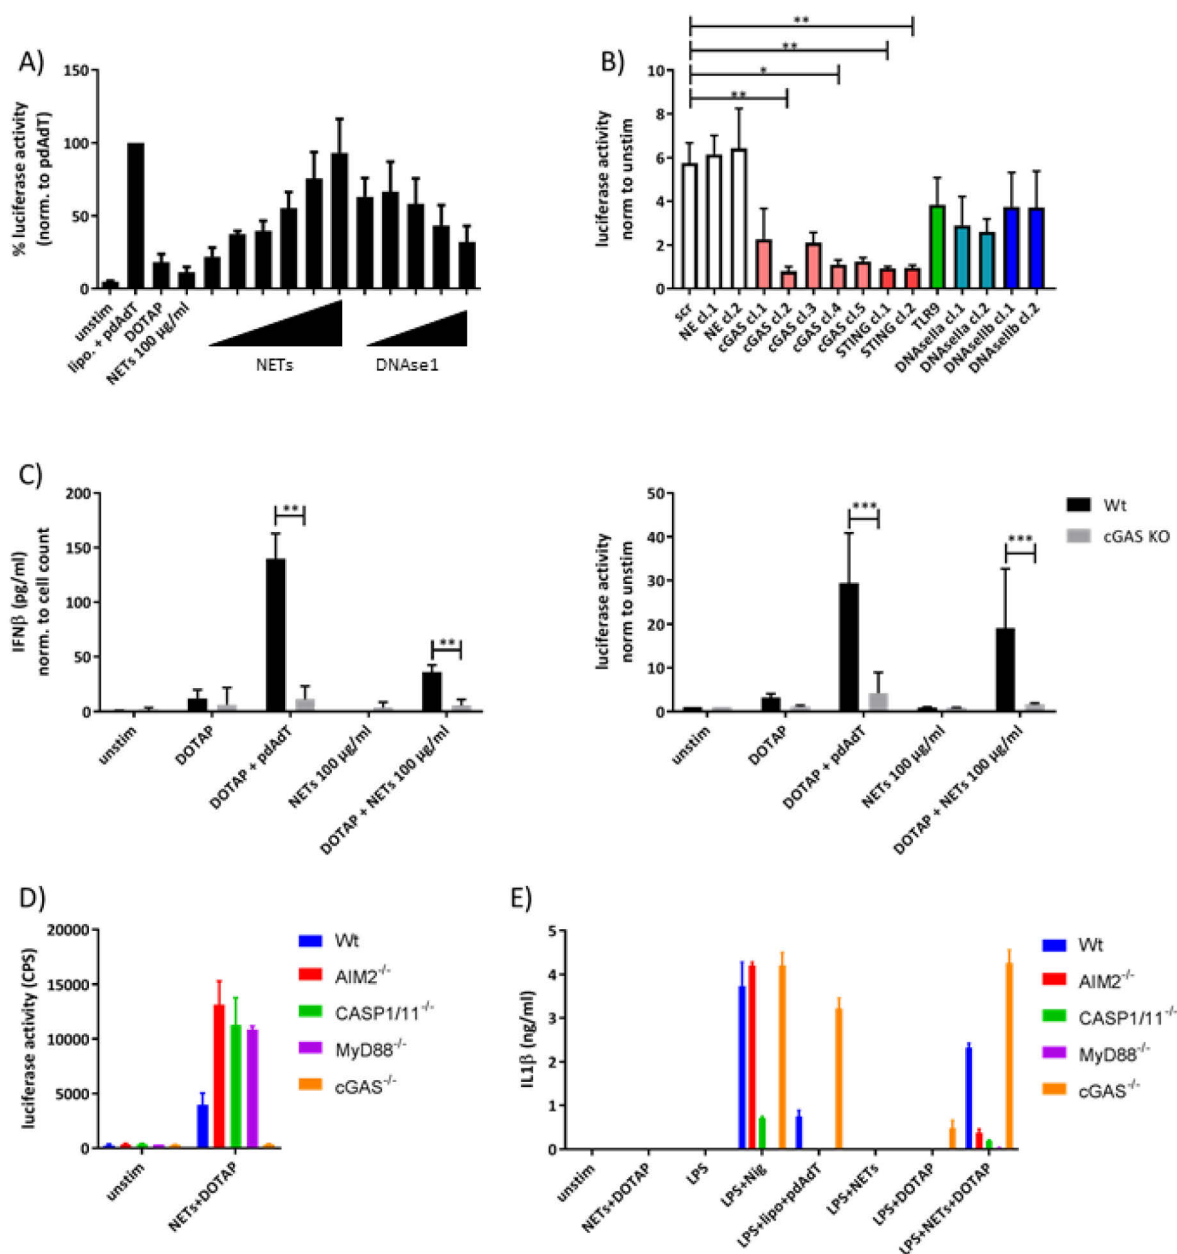 A)
% luciferase activity
(norm. to pdAdT)
150
100
50
0
unstim
lipo. + pdAdT
DOTAP
NETs 100 µg/ml
NETs
DNAse1
B)
luciferase activity
norm to unstim
10
8
6
4
2
0
**
**
*
**
scr
NE cl.1
NE cl.2
cGAS cl.1
cGAS cl.2
cGAS cl.3
cGAS cl.4
cGAS cl.5
STING cl.1
STING cl.2
TLR9
DNAseIIa cl.1
DNAseIIa cl.2
DNAseIIb cl.1
DNAseIIb cl.2
C)
IFNβ (pg/ml)
norm. to cell count
200
150
100
50
0
**
**
unstim
DOTAP
DOTAP + pdAdT
NETs 100 µg/ml
DOTAP + NETs 100 µg/ml
luciferase activity
norm to unstim
50
40
30
20
10
0
***
***
unstim
DOTAP
DOTAP + pdAdT
NETs 100 µg/ml
DOTAP + NETs 100 µg/ml
Wt
cGAS KO
D)
luciferase activity (CPS)
20000
15000
10000
5000
0
unstim
NETs+DOTAP
Wt
AIM2-/-
CASP1/11-/-
MyD88-/-
cGAS-/-
E)
IL1β (ng/ml)
5
4
3
2
1
0
unstim
NETs+DOTAP
LPS
LPS+Nig
LPS+lipo+pdAdT
LPS+NETs
LPS+DOTAP
LPS+NETs+DOTAP
Wt
AIM2-/-
CASP1/11-/-
MyD88-/-
cGAS-/-